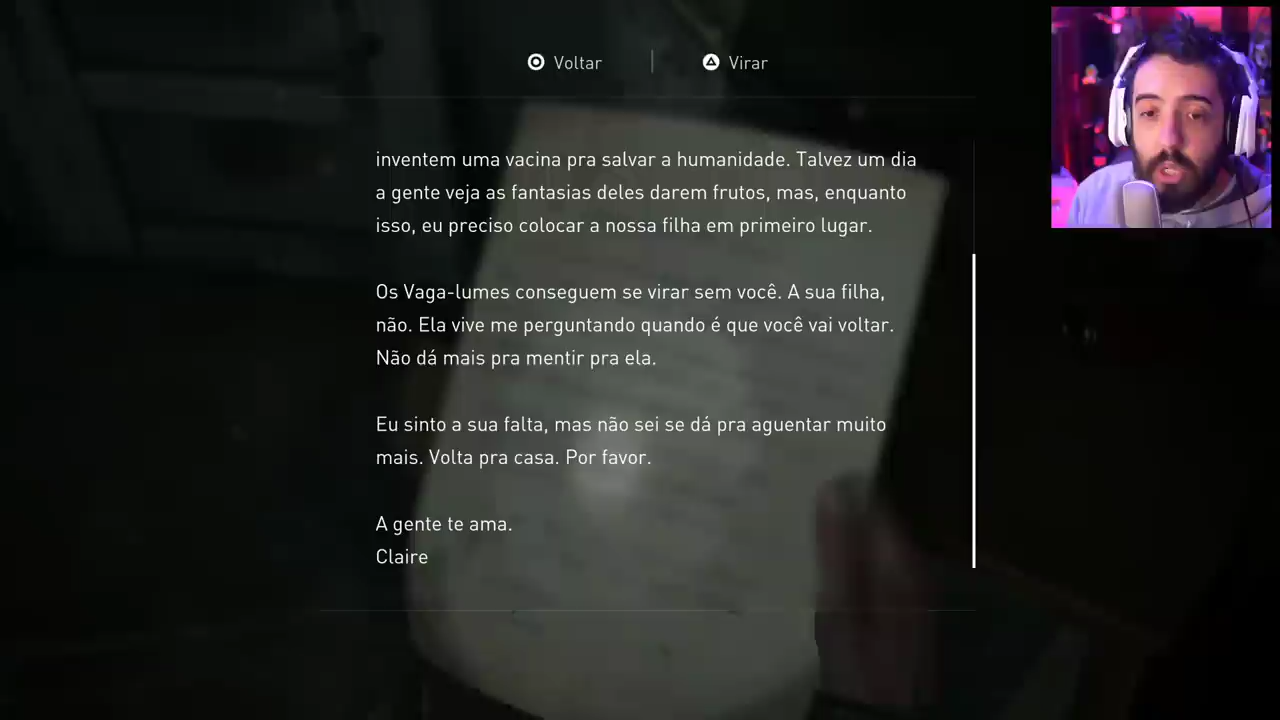 Voltar
Virar
inventem uma vacina pra salvar a humanidade. Talvez um dia
a gente veja as fantasias deles darem frutos, mas, enquanto
isso, eu preciso colocar a nossa filha em primeiro lugar.
Os Vaga-lumes conseguem se virar sem você. A sua filha,
não. Ela vive me perguntando quando é que você vai voltar.
Não dá mais pra mentir pra ela.
Eu sinto a sua falta, mas não sei se dá pra aguentar muito
mais. Volta pra casa. Por favor.
A gente te ama.
Claire